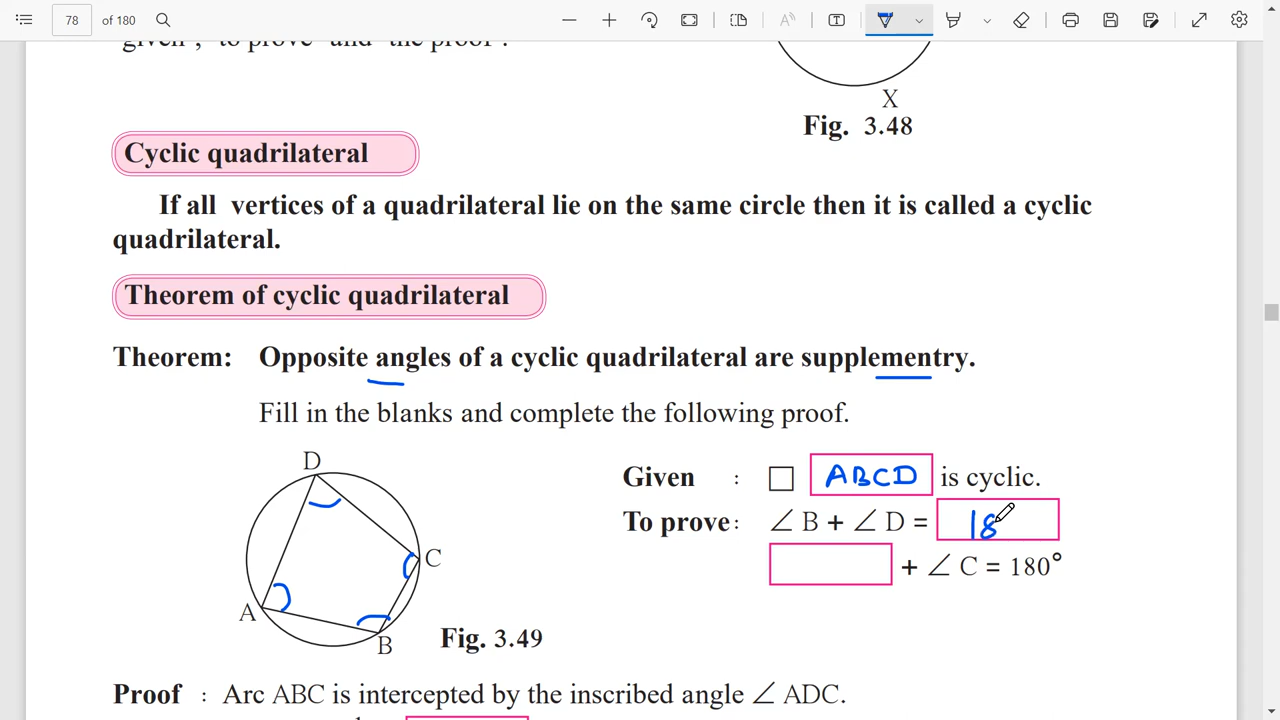 78 of 180
given", "to prove" and "the proof".
X
Fig. 3.48
Cyclic quadrilateral
If all vertices of a quadrilateral lie on the same circle then it is called a cyclic
quadrilateral.
Theorem of cyclic quadrilateral
Theorem: Opposite angles of a cyclic quadrilateral are supplementry.
Fill in the blanks and complete the following proof.
D
C
A
B
Fig. 3.49
Given : □ ABCD is cyclic.
To prove: ∠ B + ∠ D = 18
+ ∠ C = 180°
Proof : Arc ABC is intercepted by the inscribed angle ∠ ADC.